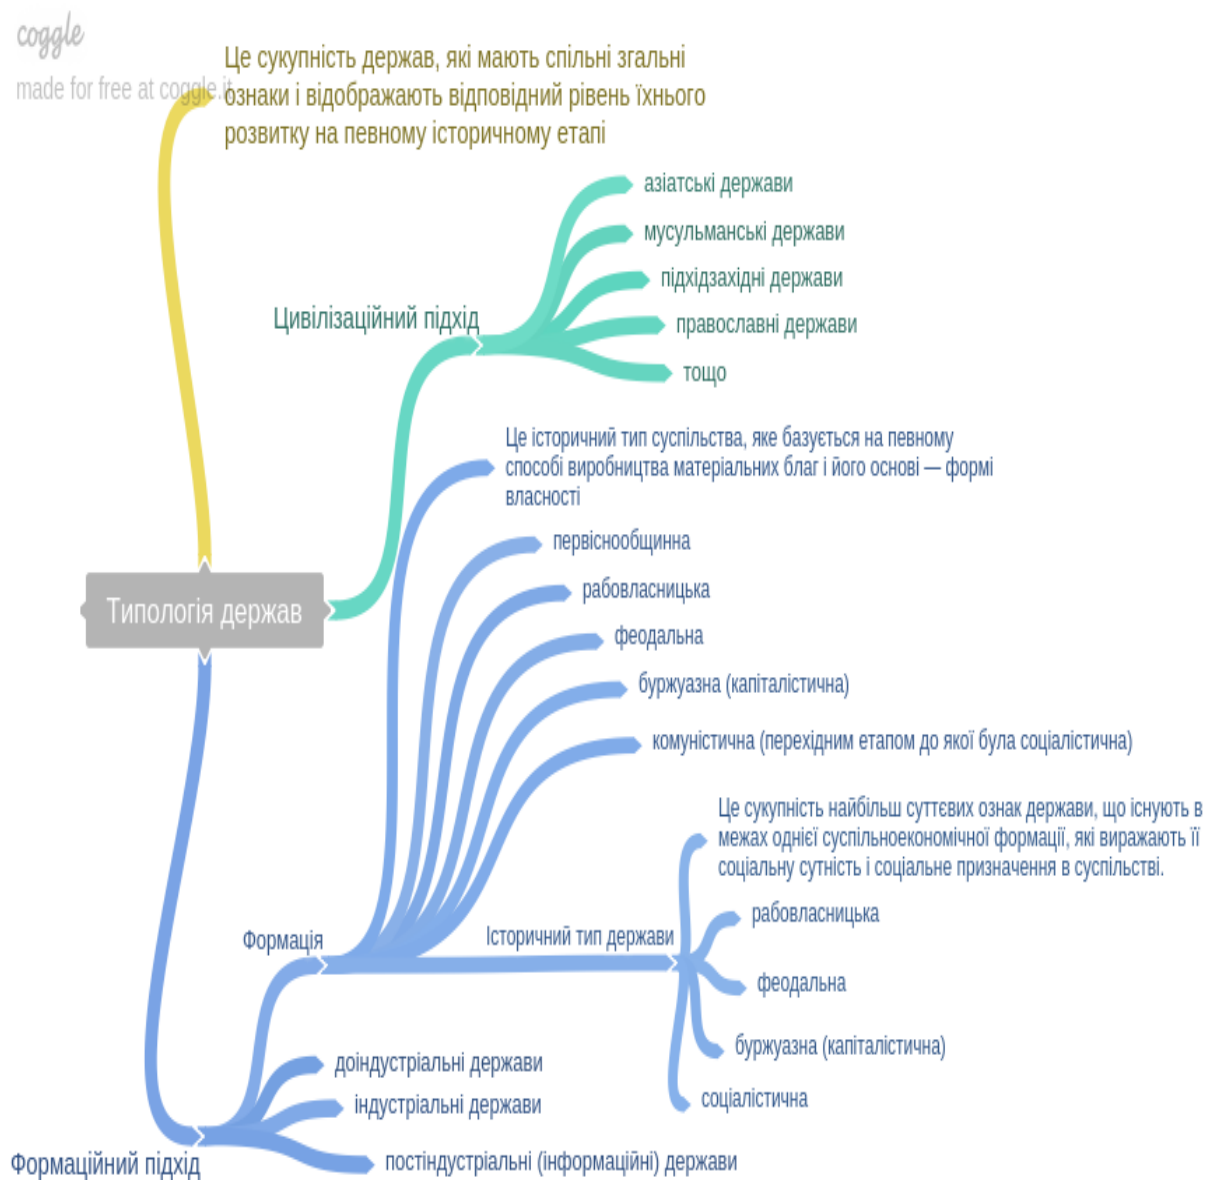 coggle
made for free at coggle.it
Це сукупність держав, які мають спільні згальні
ознаки і відображають відповідний рівень їхнього
розвитку на певному історичному етапі
азіатські держави
мусульманські держави
підхідзахідні держави
Цивілізаційний підхід
православні держави
тощо
Це історичний тип суспільства, яке базується на певному
способі виробництва матеріальних благ і його основі — формі
власності
первіснообщинна
рабовласницька
Типологія держав
феодальна
буржуазна (капіталістична)
комуністична (перехідним етапом до якої була соціалістична)
Це сукупність найбільш суттєвих ознак держави, що існують в
межах однієї суспільноекономічної формації, які виражають її
соціальну сутність і соціальне призначення в суспільстві.
рабовласницька
Формація
Історичний тип держави
феодальна
буржуазна (капіталістична)
соціалістична
доіндустріальні держави
індустріальні держави
постіндустріальні (інформаційні) держави
Формаційний підхід